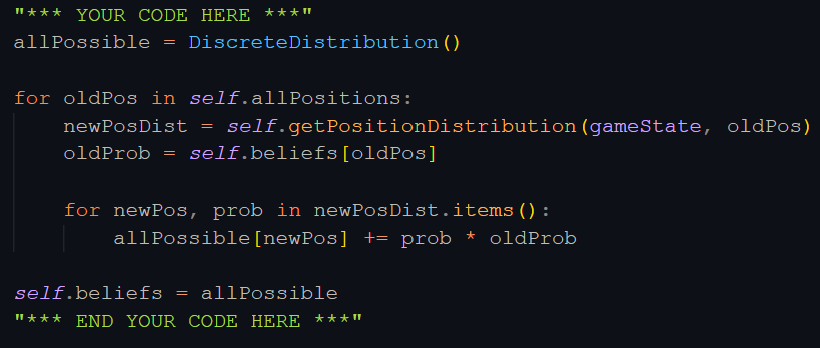 "*** YOUR CODE HERE ***"
allPossible = DiscreteDistribution()
for oldPos in self.allPositions:
newPosDist = self.getPositionDistribution(gameState, oldPos)
oldProb = self.beliefs[oldPos]
for newPos, prob in newPosDist.items():
allPossible[newPos] += prob * oldProb
self.beliefs = allPossible
"*** END YOUR CODE HERE ***"